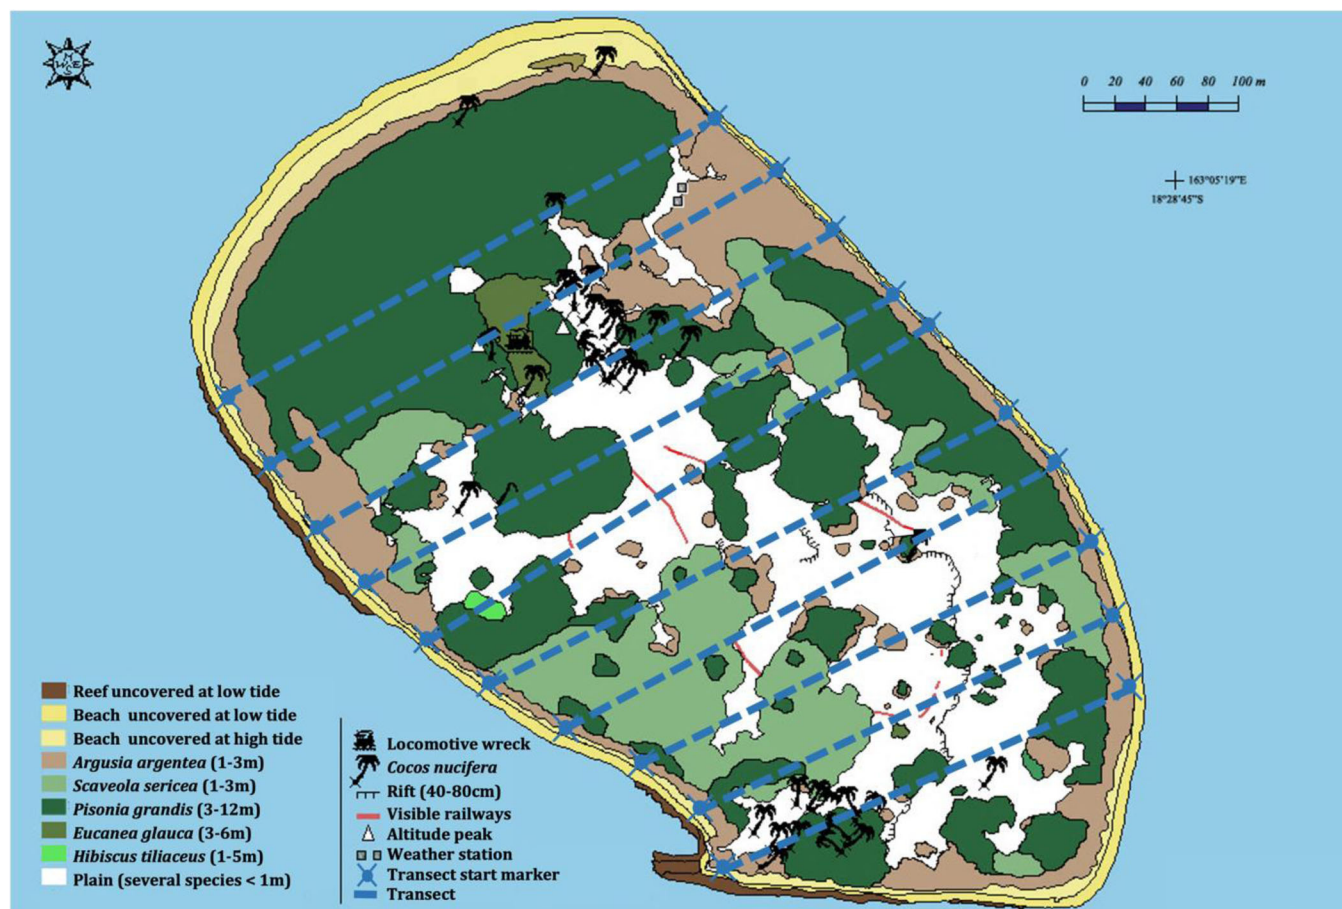 N
W E
S
0 20 40 60 80 100 m
163°05'19"E
18°28'45"S
Reef uncovered at low tide
Beach uncovered at low tide
Beach uncovered at high tide
Argusia argentea (1-3m)
Scaveola sericea (1-3m)
Pisonia grandis (3-12m)
Eucanea glauca (3-6m)
Hibiscus tiliaceus (1-5m)
Plain (several species < 1m)
Locomotive wreck
Cocos nucifera
Rift (40-80cm)
Visible railways
Altitude peak
Weather station
Transect start marker
Transect